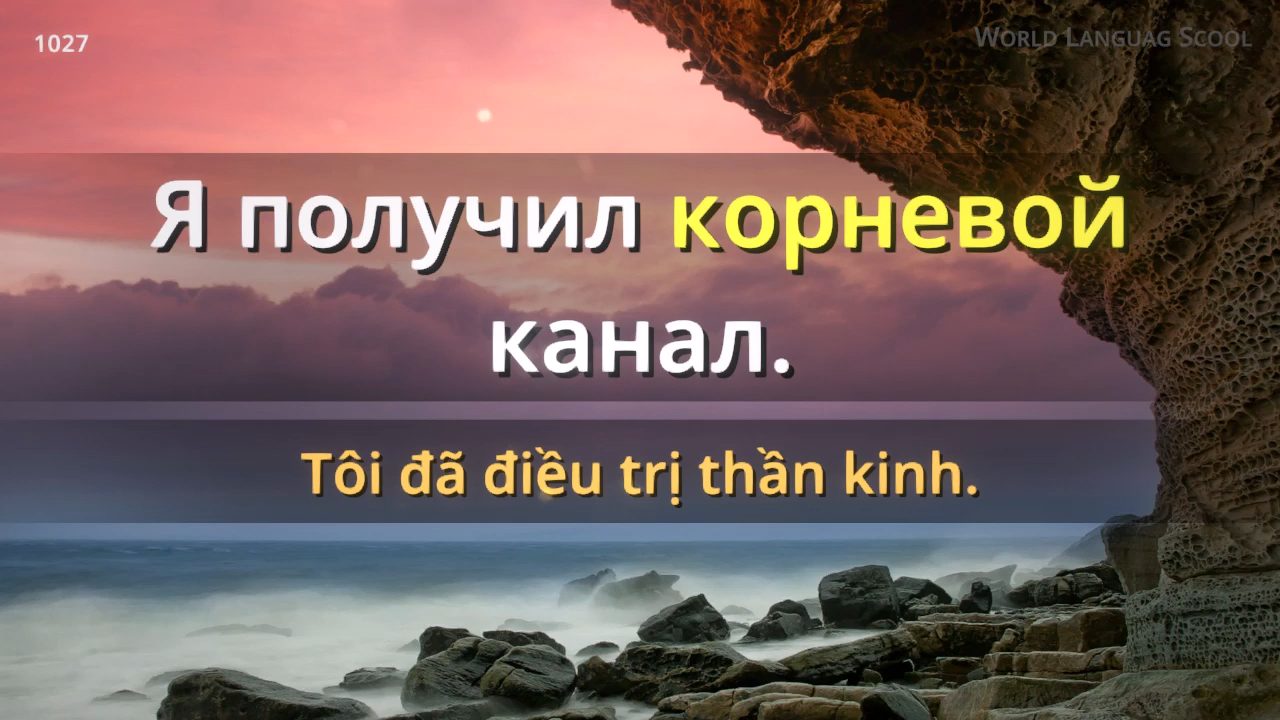 1027
World Languag Scool
Я получил корневой
канал.
Tôi đã điều trị thần kinh.